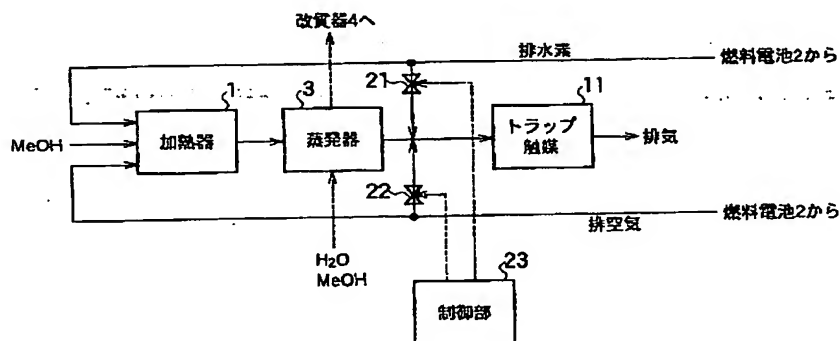 改質器4へ
排水素
燃料電池2から
21
1
3
11
MeOH
加熱器
蒸発器
トラップ
触媒
排気
22
燃料電池2から
排空気
H2O
MeOH
23
制御部